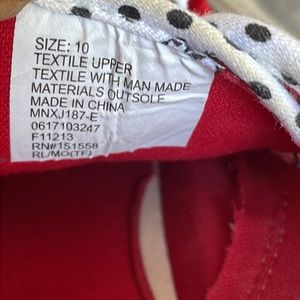 SIZE: 10
TEXTILE UPPER
TEXTILE WITH MAN MADE
MATERIALS OUTSOLE
MADE IN CHINA
MNXJ187-E
0617103247
F11213
RN#151558
RL/MO(TF)